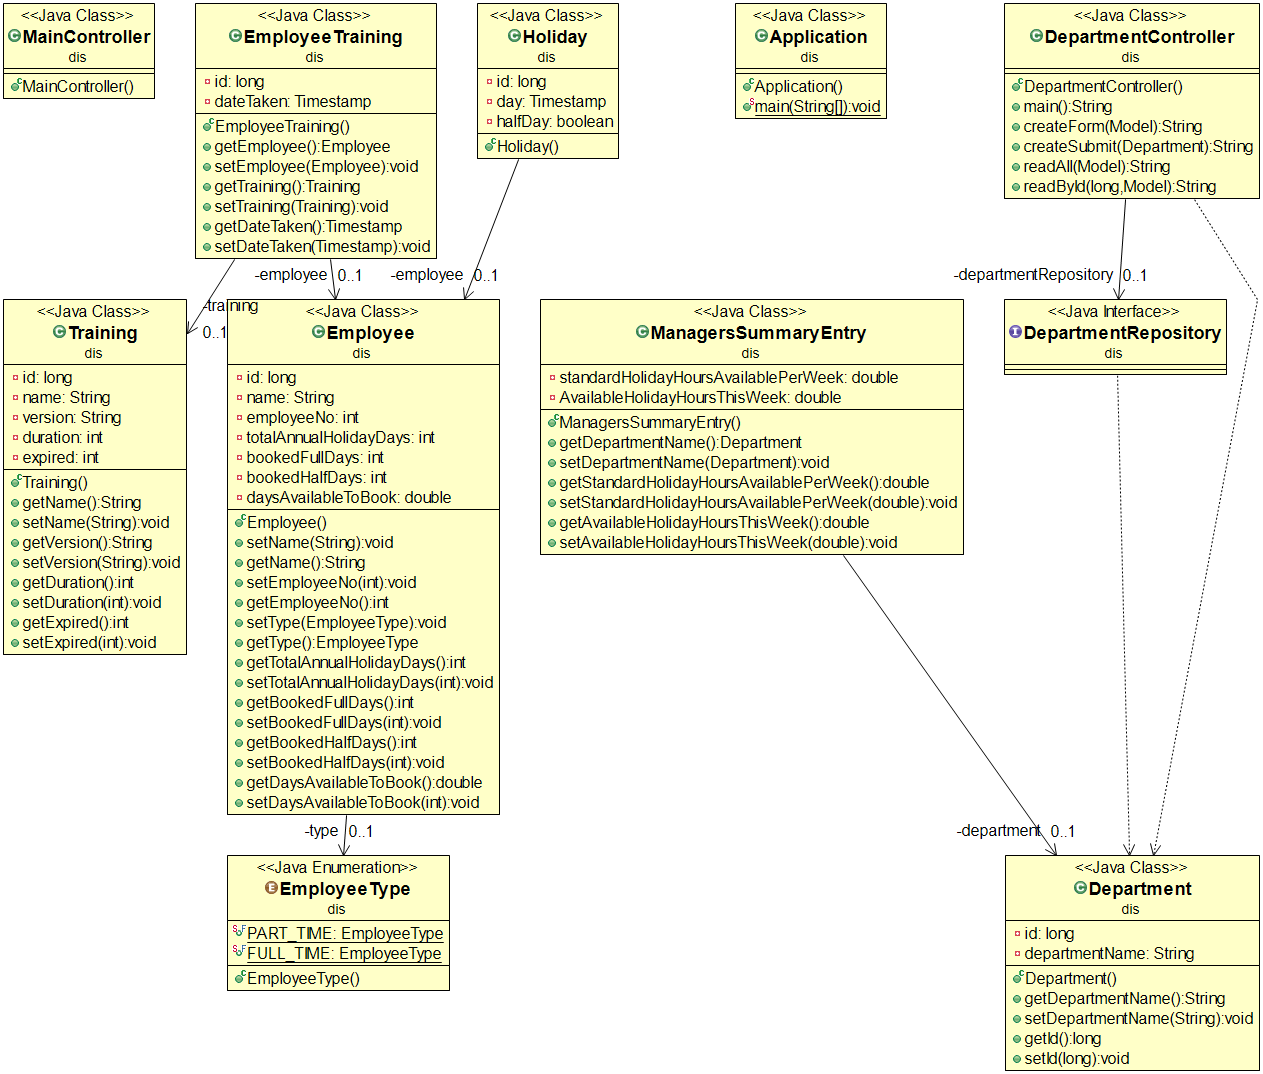 <<Java Class>>
MainController
dis
MainController()
<<Java Class>>
EmployeeTraining
dis
id: long
dateTaken: Timestamp
EmployeeTraining()
getEmployee():Employee
setEmployee(Employee):void
getTraining():Training
setTraining(Training):void
getDateTaken():Timestamp
setDateTaken(Timestamp):void
<<Java Class>>
Holiday
dis
id: long
day: Timestamp
halfDay: boolean
Holiday()
<<Java Class>>
Application
dis
Application()
main(String[]):void
<<Java Class>>
DepartmentController
dis
DepartmentController()
main():String
createForm(Model):String
createSubmit(Department):String
readAll(Model):String
readById(long,Model):String
-employee 0..1
-employee 0..1
-departmentRepository 0..1
-training
0..1
<<Java Class>>
Training
dis
id: long
name: String
version: String
duration: int
expired: int
Training()
getName():String
setName(String):void
getVersion():String
setVersion(String):void
getDuration():int
setDuration(int):void
getExpired():int
setExpired(int):void
<<Java Class>>
Employee
dis
id: long
name: String
employeeNo: int
totalAnnualHolidayDays: int
bookedFullDays: int
bookedHalfDays: int
daysAvailableToBook: double
Employee()
setName(String):void
getName():String
setEmployeeNo(int):void
getEmployeeNo():int
setType(EmployeeType):void
getType():EmployeeType
getTotalAnnualHolidayDays():int
setTotalAnnualHolidayDays(int):void
getBookedFullDays():int
setBookedFullDays(int):void
getBookedHalfDays():int
setBookedHalfDays(int):void
getDaysAvailableToBook():double
setDaysAvailableToBook(int):void
<<Java Class>>
ManagersSummaryEntry
dis
standardHolidayHoursAvailablePerWeek: double
AvailableHolidayHoursThisWeek: double
ManagersSummaryEntry()
getDepartmentName():Department
setDepartmentName(Department):void
getStandardHolidayHoursAvailablePerWeek():double
setStandardHolidayHoursAvailablePerWeek(double):void
getAvailableHolidayHoursThisWeek():double
setAvailableHolidayHoursThisWeek(double):void
<<Java Interface>>
DepartmentRepository
dis
-type 0..1
-department 0..1
<<Java Enumeration>>
EmployeeType
dis
PART_TIME: EmployeeType
FULL_TIME: EmployeeType
EmployeeType()
<<Java Class>>
Department
dis
id: long
departmentName: String
Department()
getDepartmentName():String
setDepartmentName(String):void
getId():long
setId(long):void